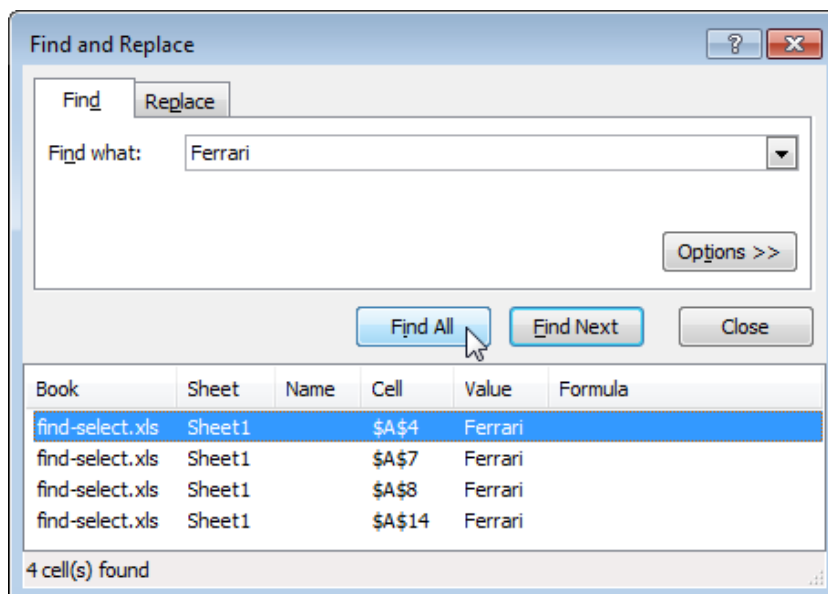 Find and Replace
Find Replace
Find what: Ferrari
Options >>
Find All Find Next Close
Book Sheet Name Cell Value Formula
find-select.xls Sheet1 $A$4 Ferrari
find-select.xls Sheet1 $A$7 Ferrari
find-select.xls Sheet1 $A$8 Ferrari
find-select.xls Sheet1 $A$14 Ferrari
4 cell(s) found